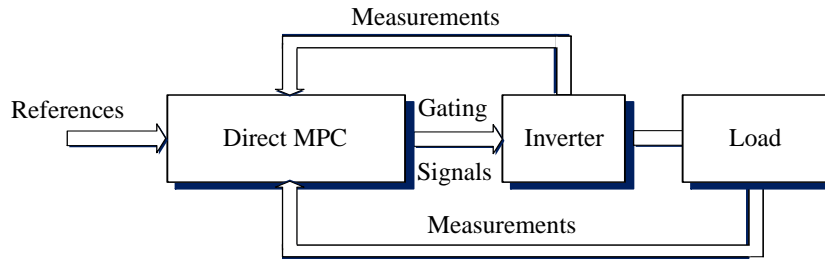 Measurements
References
Direct MPC
Gating
Signals
Inverter
Load
Measurements